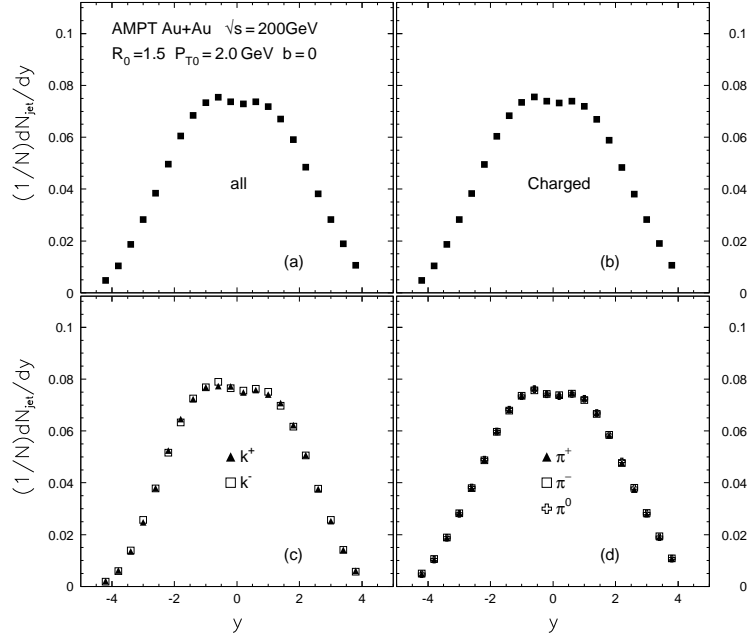 AMPT Au+Au √s = 200GeV
R0 = 1.5 PT0 = 2.0 GeV b = 0
(1/N)dNjet/dy
0.1
0.08
0.06
0.04
0.02
0
all
(a)
Charged
(b)
0.1
0.08
0.06
0.04
0.02
0
(1/N)dNjet/dy
0.1
0.08
0.06
0.04
0.02
0
k+
k-
(c)
π+
π−
π0
(d)
0.1
0.08
0.06
0.04
0.02
0
-4 -2 0 2 4
-4 -2 0 2 4
y
y